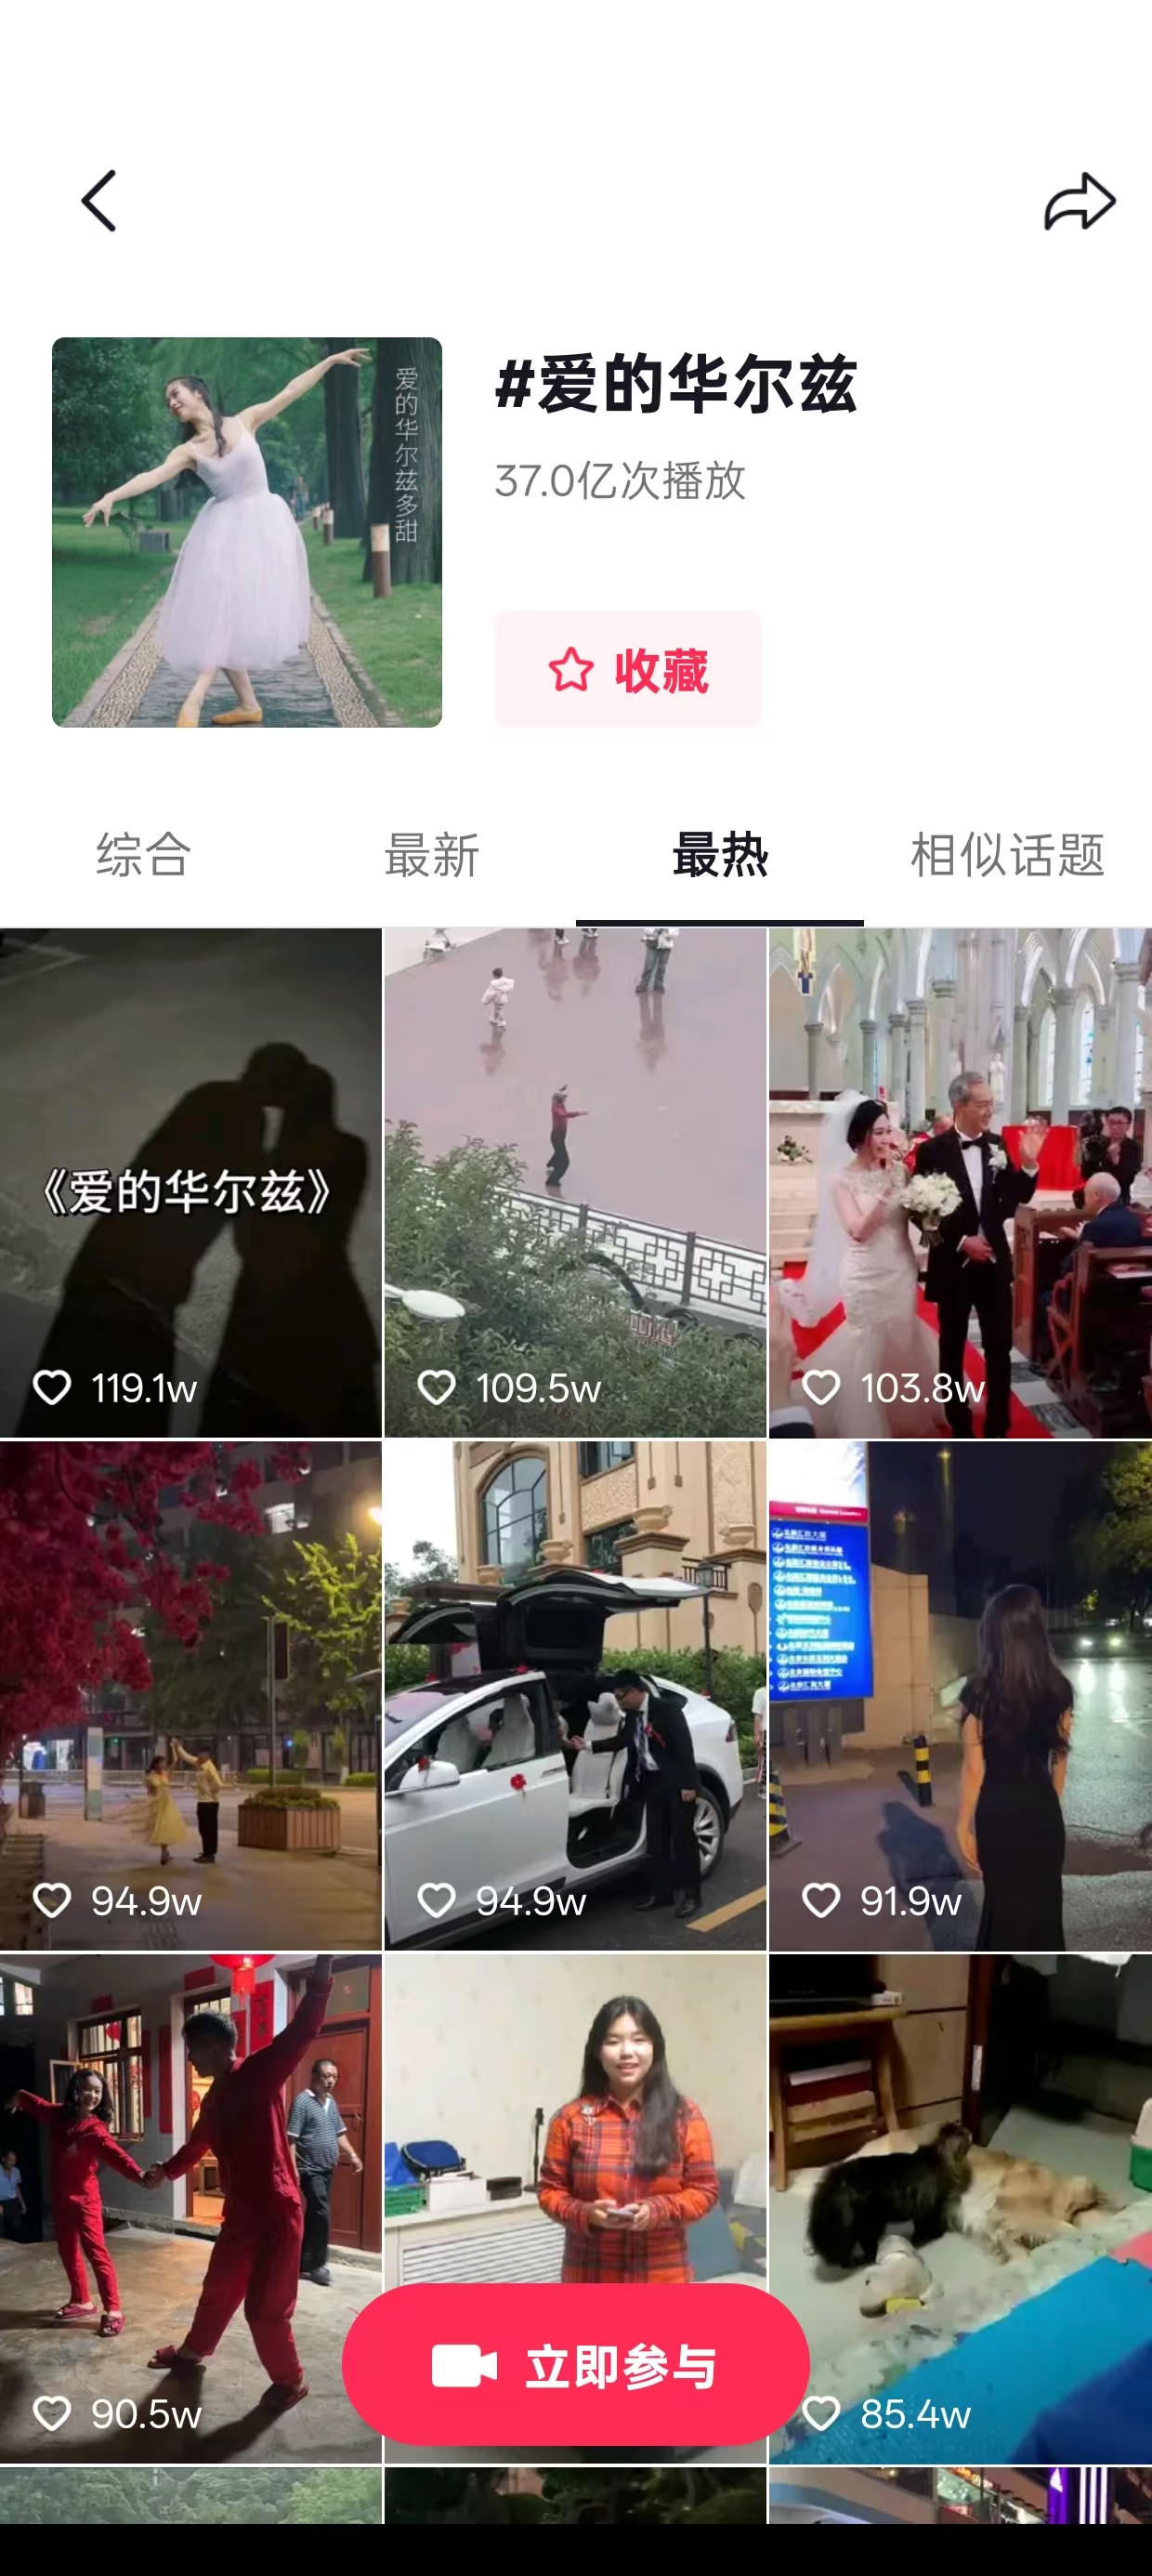 爱的华尔兹多甜
#爱的华尔兹
37.0亿次播放
收藏
综合
最新
最热
相似话题
《爱的华尔兹》
119.1w
109.5w
103.8w
94.9w
94.9w
91.9w
90.5w
85.4w
立即参与